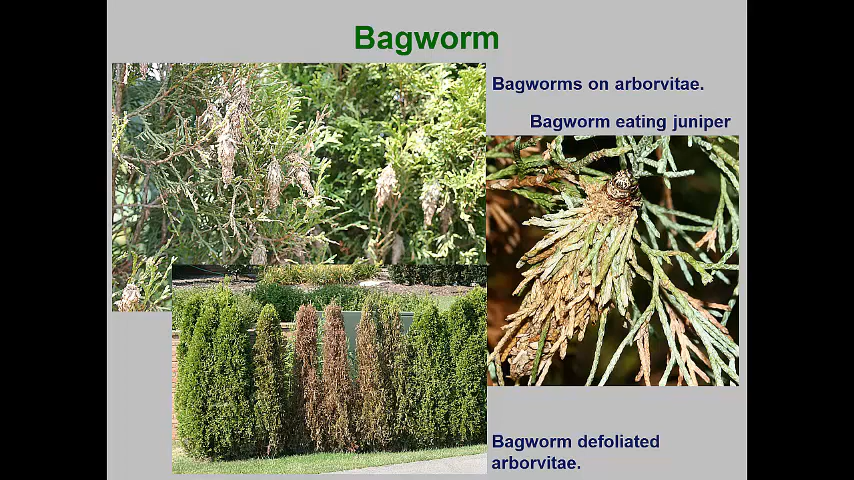 Bagworm
Bagworms on arborvitae.
Bagworm eating juniper
Bagworm defoliated
arborvitae.